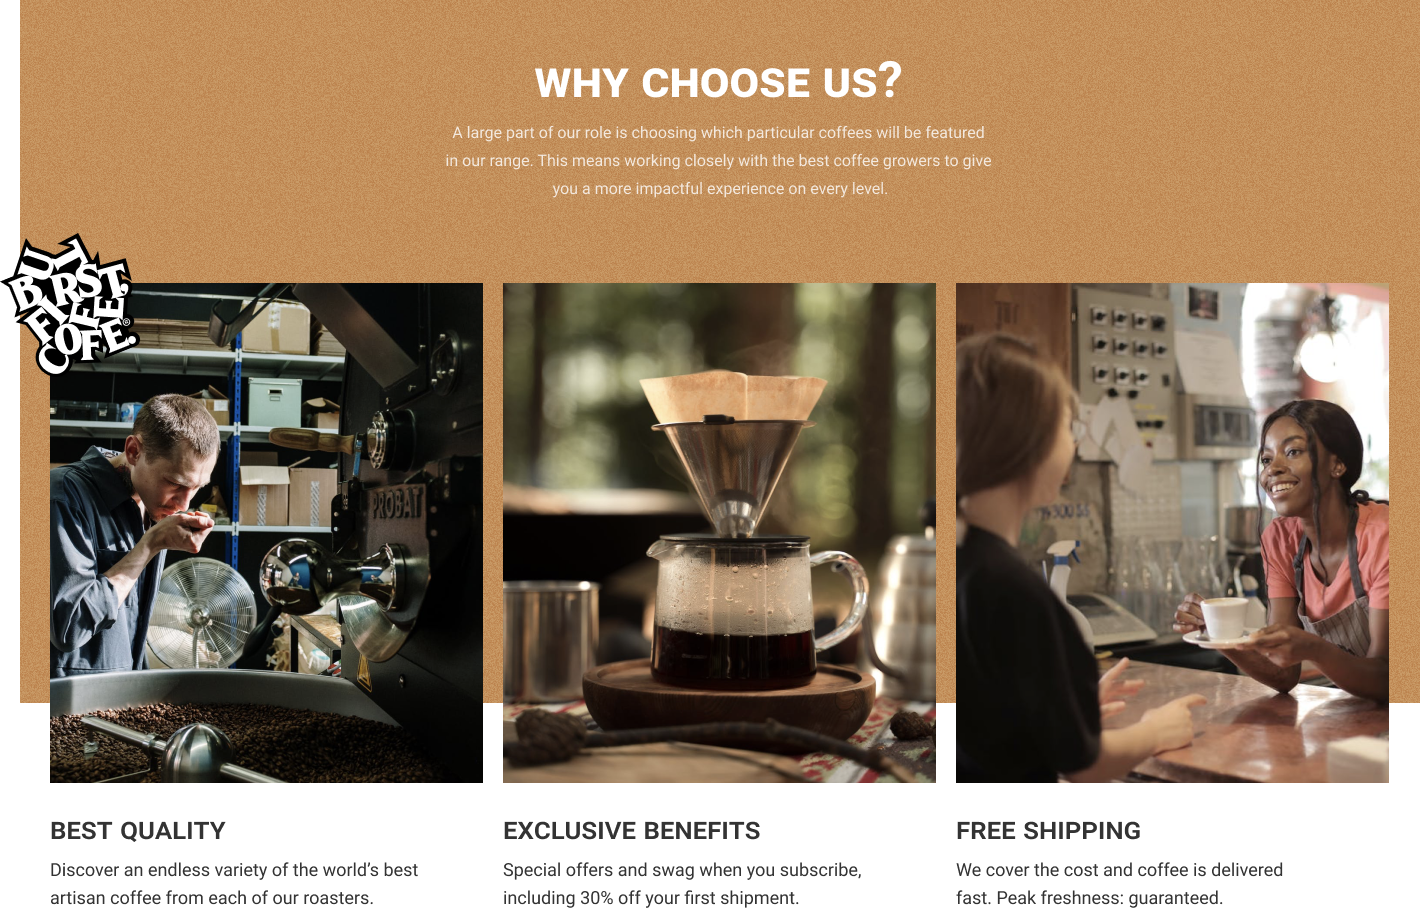 WHY CHOOSE US?
A large part of our role is choosing which particular coffees will be featured
in our range. This means working closely with the best coffee growers to give
you a more impactful experience on every level.
BUT
FIRST,
COFFEE®
PROBAT
BEST QUALITY
Discover an endless variety of the world’s best
artisan coffee from each of our roasters.
EXCLUSIVE BENEFITS
Special offers and swag when you subscribe,
including 30% off your first shipment.
FREE SHIPPING
We cover the cost and coffee is delivered
fast. Peak freshness: guaranteed.